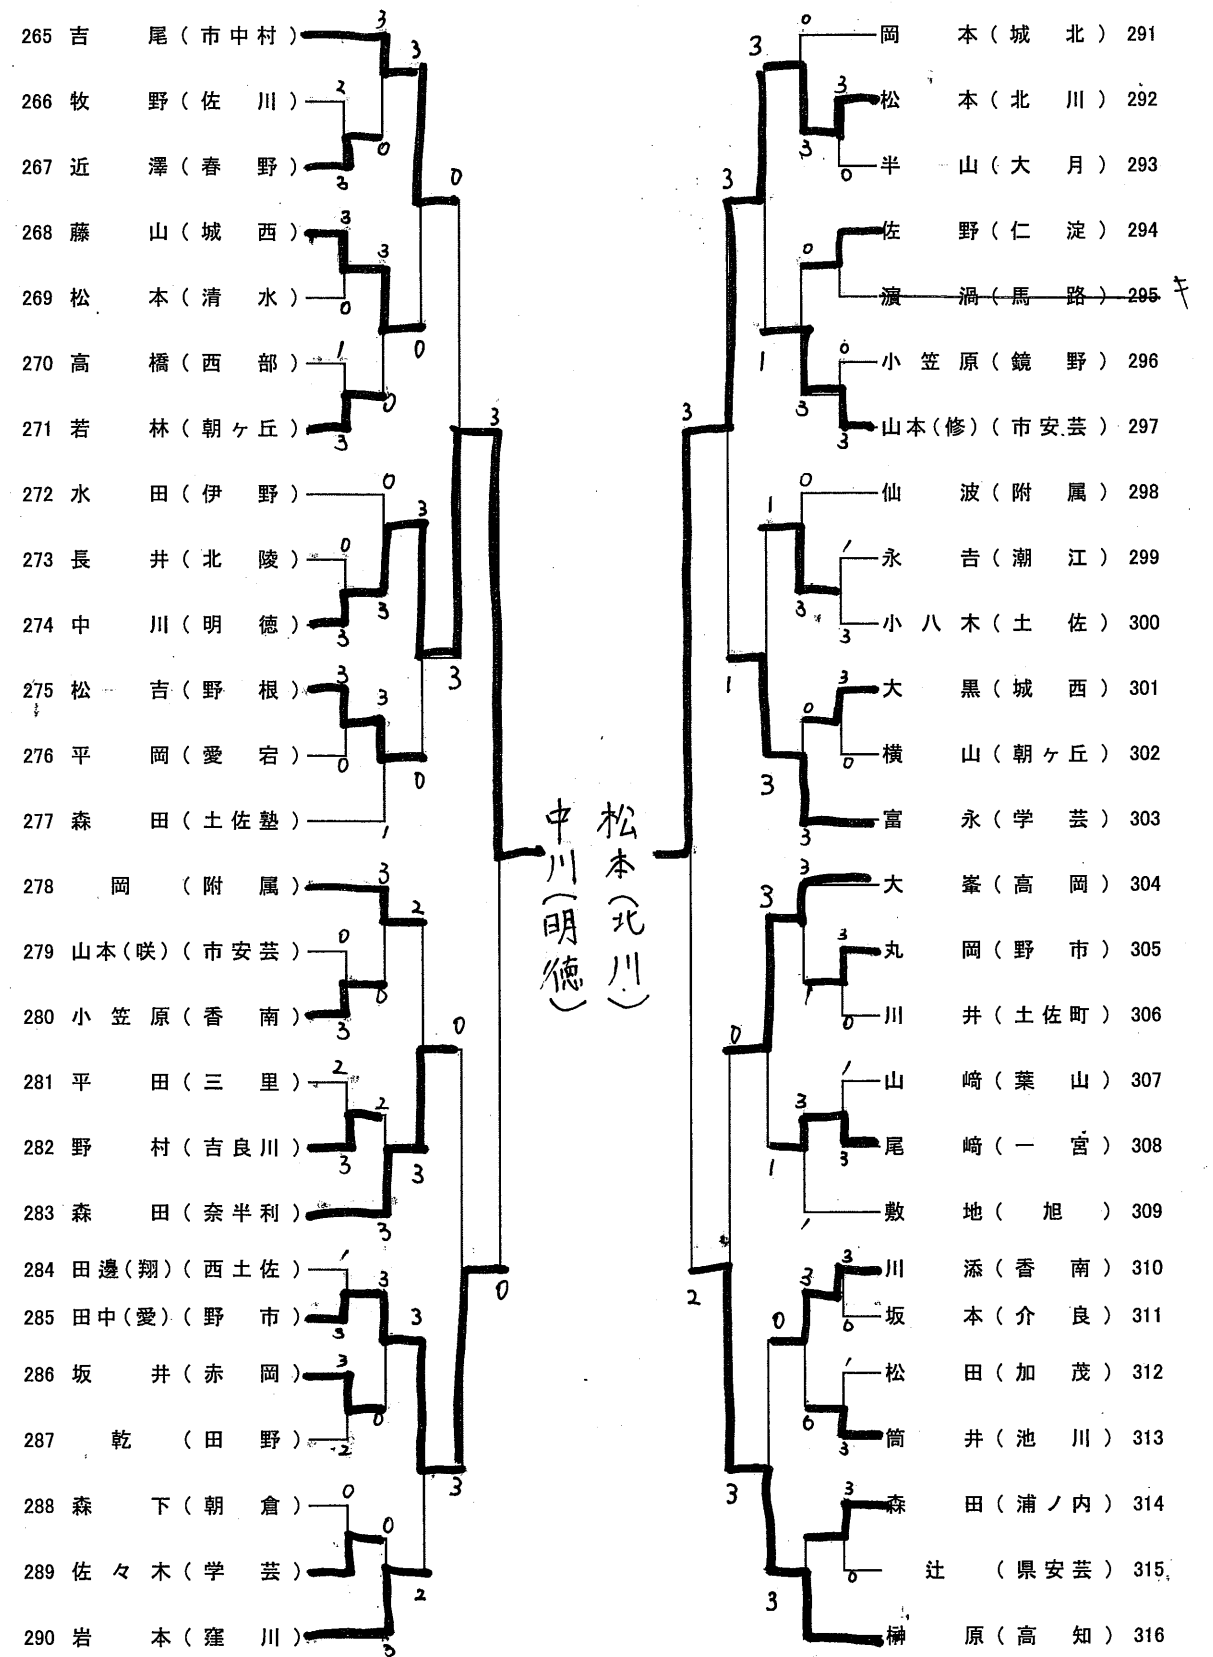 265 吉尾（市中村）
266 牧野（佐川）
267 近澤（春野）
268 藤山（城西）
269 松本（清水）
270 高橋（西部）
271 若林（朝ヶ丘）
272 水田（伊野）
273 長井（北陵）
274 中川（明徳）
275 松吉（野根）
276 平岡（愛宕）
277 森田（土佐塾）
278 岡（附属）
279 山本(咲)（市安芸）
280 小笠原（香南）
281 平田（三里）
282 野村（吉良川）
283 森田（奈半利）
284 田邊(翔)（西土佐）
285 田中(愛)（野市）
286 坂井（赤岡）
287 乾（田野）
288 森下（朝倉）
289 佐々木（学芸）
290 岩本（窪川）
中川(明徳)
松本(北川)
岡本（城北）291
松本（北川）292
半山（大月）293
佐野（仁淀）294
濵渦（馬路）295 キ
小笠原（鏡野）296
山本(修)（市安芸）297
仙波（附属）298
永吉（潮江）299
小八木（土佐）300
大黒（城西）301
横山（朝ヶ丘）302
富永（学芸）303
大峯（高岡）304
丸岡（野市）305
川井（土佐町）306
山﨑（葉山）307
尾﨑（一宮）308
敷地（旭）309
川添（香南）310
坂本（介良）311
松田（加茂）312
筒井（池川）313
森田（浦ノ内）314
辻（県安芸）315
榊原（高知）316